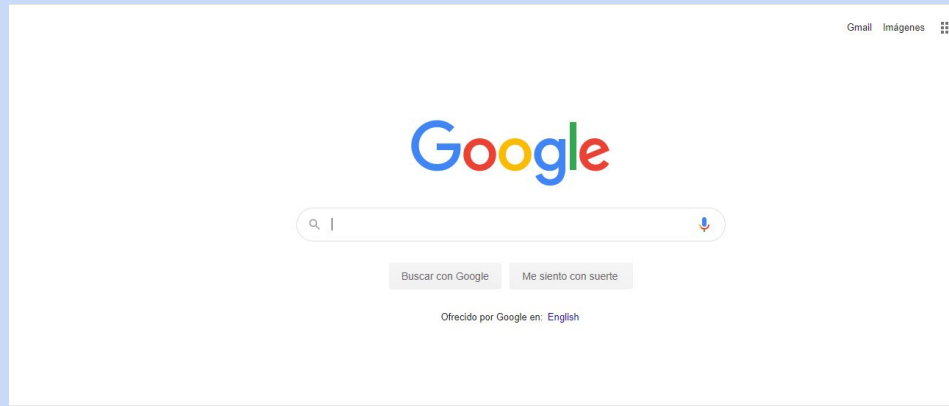 Gmail Imágenes
Google
Buscar con Google Me siento con suerte
Ofrecido por Google en: English